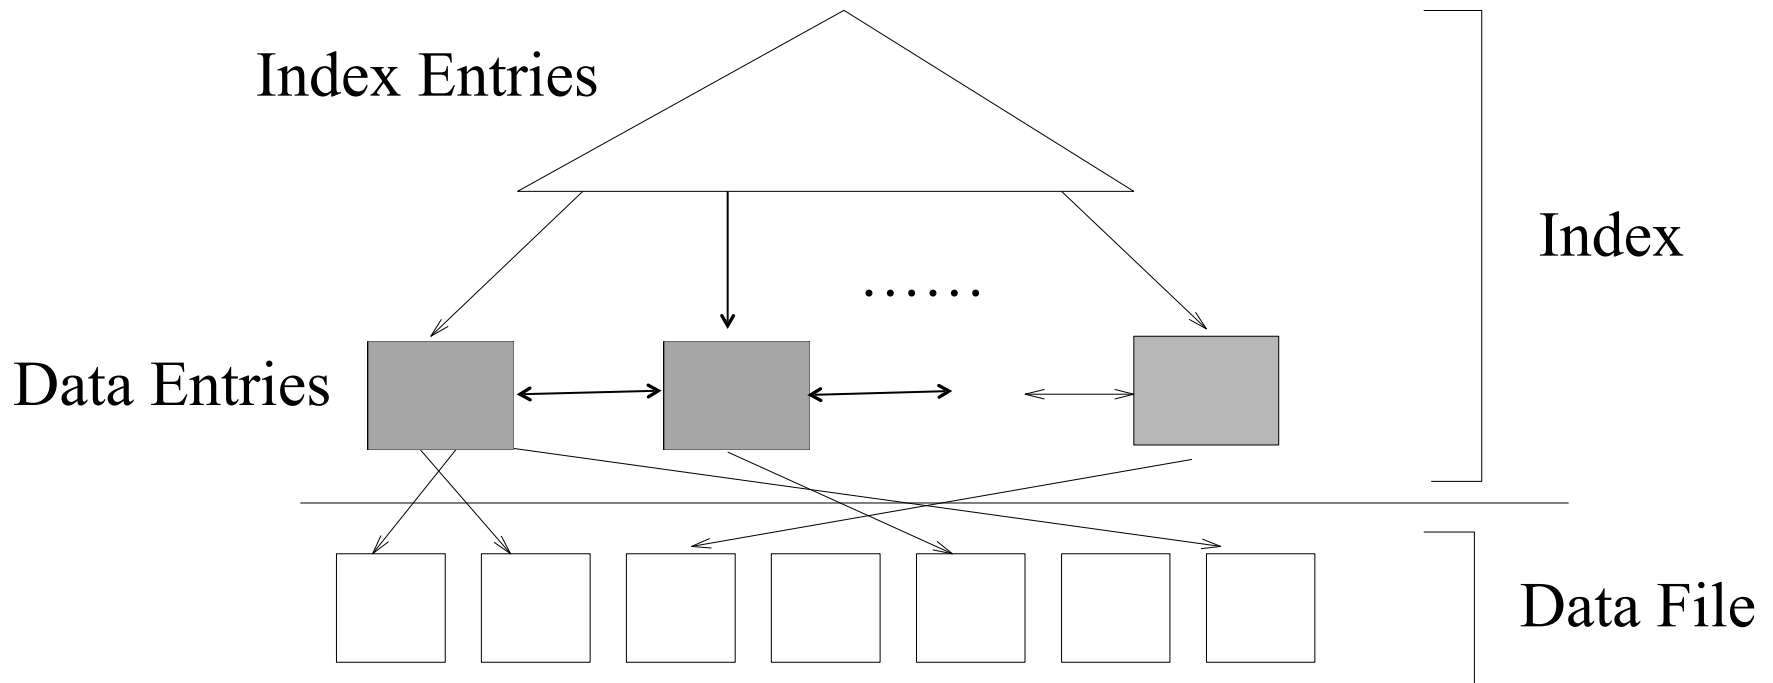 Index Entries
......
Index
Data Entries
Data File